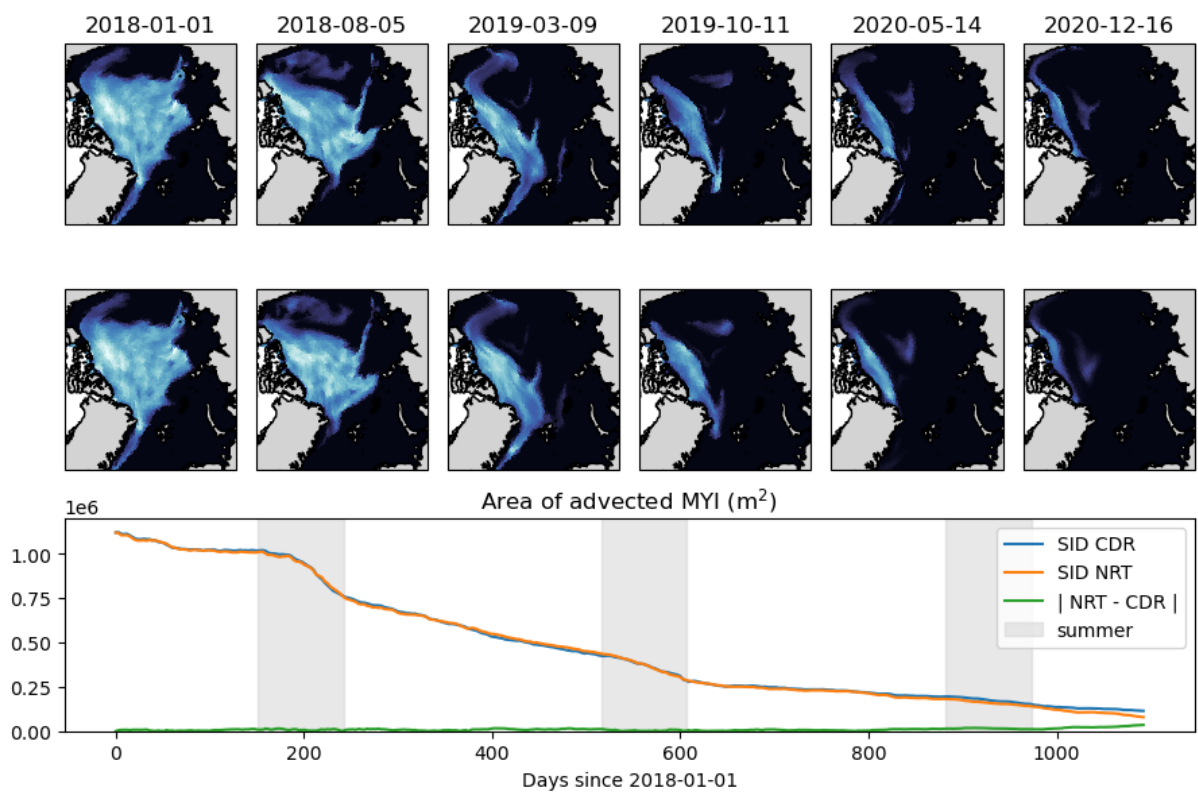 2018-01-01 2018-08-05 2019-03-09 2019-10-11 2020-05-14 2020-12-16
Area of advected MYI (m²)
1e6
1.00
0.75
0.50
0.25
0.00
SID CDR
SID NRT
| NRT - CDR |
summer
0 200 400 600 800 1000
Days since 2018-01-01